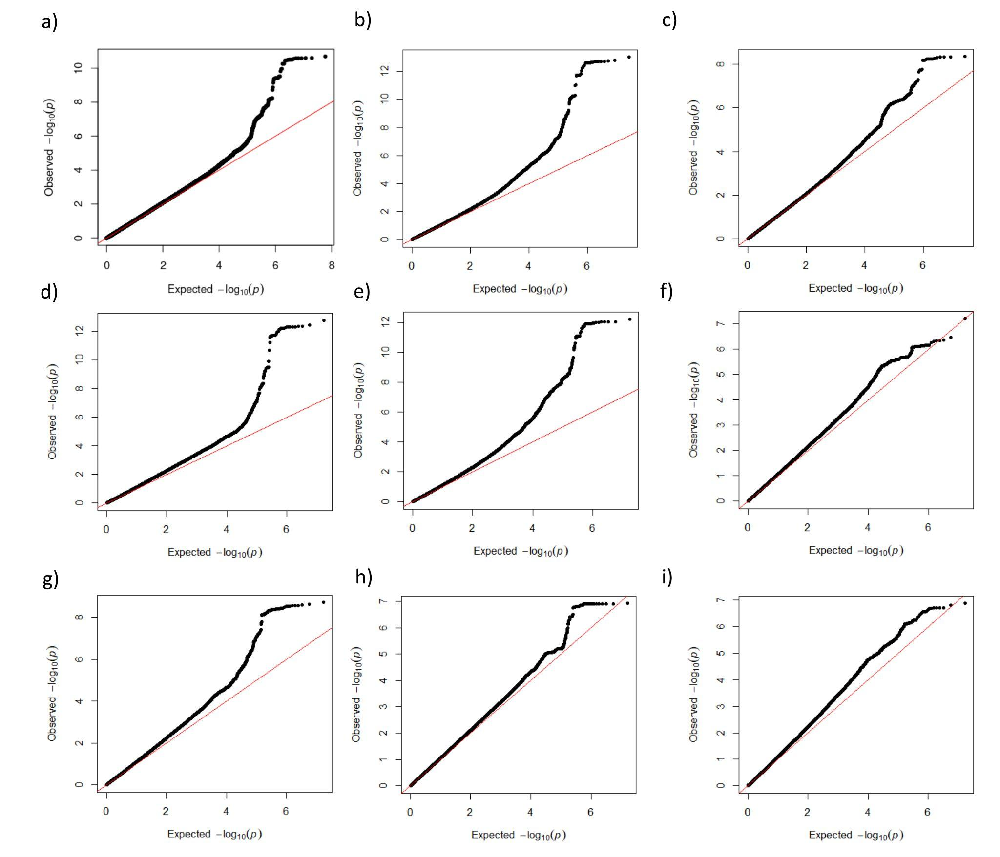 a)
b)
c)
Observed −log10(p)
0 2 4 6 8 10
0 2 4 6 8
Expected −log10(p)
Observed −log10(p)
0 2 4 6 8 10 12
0 2 4 6
Expected −log10(p)
Observed −log10(p)
0 2 4 6 8
0 2 4 6
Expected −log10(p)
d)
e)
f)
Observed −log10(p)
0 2 4 6 8 10 12
0 2 4 6
Expected −log10(p)
Observed −log10(p)
0 2 4 6 8 10 12
0 2 4 6
Expected −log10(p)
Observed −log10(p)
0 1 2 3 4 5 6 7
0 2 4 6
Expected −log10(p)
g)
h)
i)
Observed −log10(p)
0 2 4 6 8
0 2 4 6
Expected −log10(p)
Observed −log10(p)
0 1 2 3 4 5 6 7
0 2 4 6
Expected −log10(p)
Observed −log10(p)
0 1 2 3 4 5 6 7
0 2 4 6
Expected −log10(p)